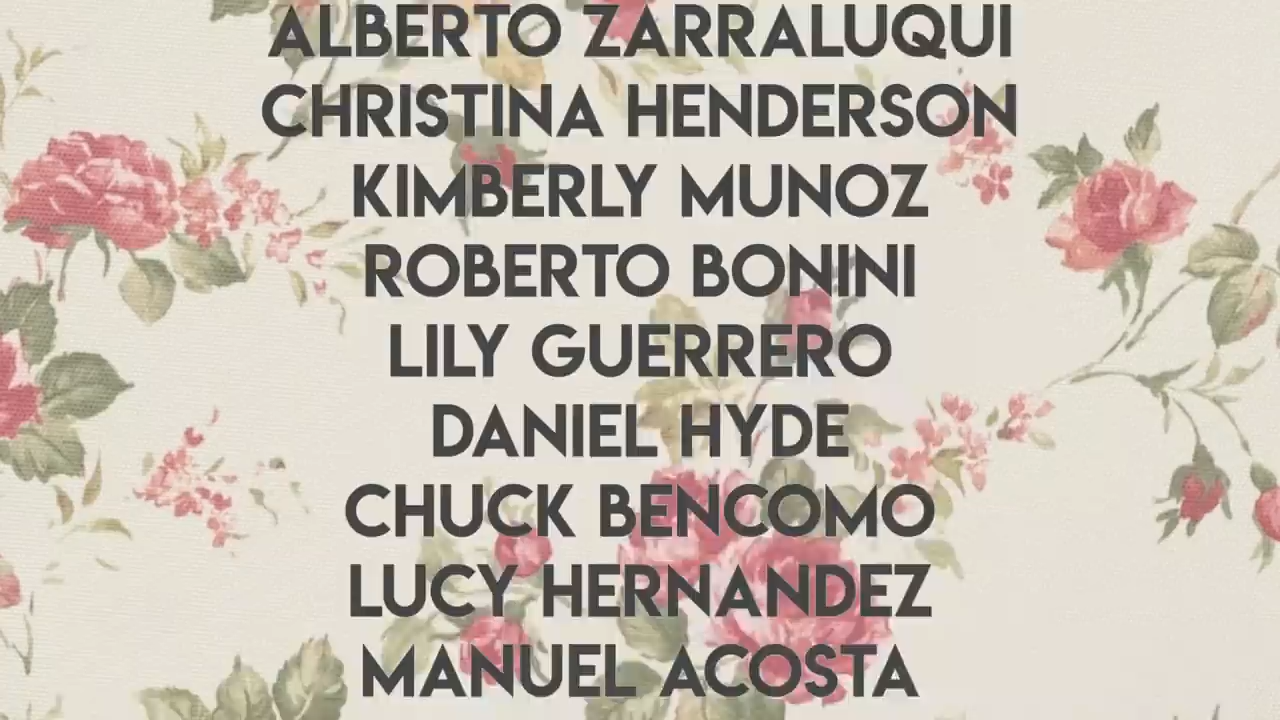 ALBERTO ZARRALUQUI
CHRISTINA HENDERSON
KIMBERLY MUNOZ
ROBERTO BONINI
LILY GUERRERO
DANIEL HYDE
CHUCK BENCOMO
LUCY HERNANDEZ
MANUEL ACOSTA